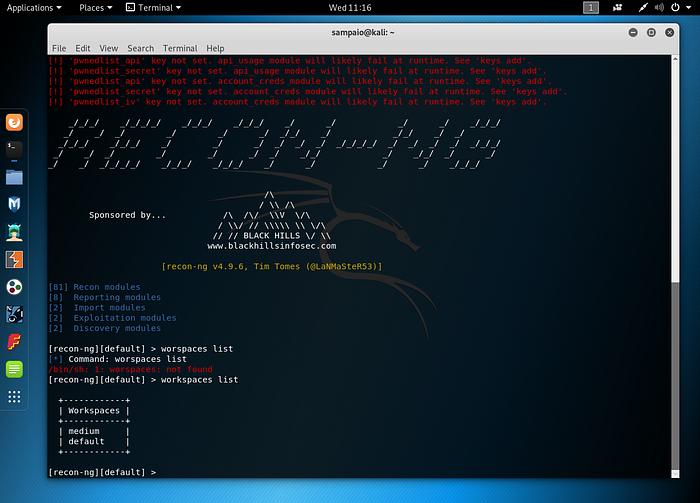 Applications Places Terminal Wed 11:16 1
sampaio@kali: ~
File Edit View Search Terminal Help
[!] 'pwnedlist_api' key not set. api_usage module will likely fail at runtime. See 'keys add'.
[!] 'pwnedlist_secret' key not set. api_usage module will likely fail at runtime. See 'keys add'.
[!] 'pwnedlist_api' key not set. account_creds module will likely fail at runtime. See 'keys add'.
[!] 'pwnedlist_secret' key not set. account_creds module will likely fail at runtime. See 'keys add'.
[!] 'pwnedlist_iv' key not set. account_creds module will likely fail at runtime. See 'keys add'.
RECON-NG
Sponsored by...
BLACK HILLS
www.blackhillsinfosec.com
[recon-ng v4.9.6, Tim Tomes (@LaNMaSteR53)]
[81] Recon modules
[8] Reporting modules
[2] Import modules
[2] Exploitation modules
[2] Discovery modules
[recon-ng][default] > worspaces list
[*] Command: worspaces list
/bin/sh: 1: worspaces: not found
[recon-ng][default] > workspaces list
+------------+
| Workspaces |
+------------+
| medium |
| default |
+------------+
[recon-ng][default] >